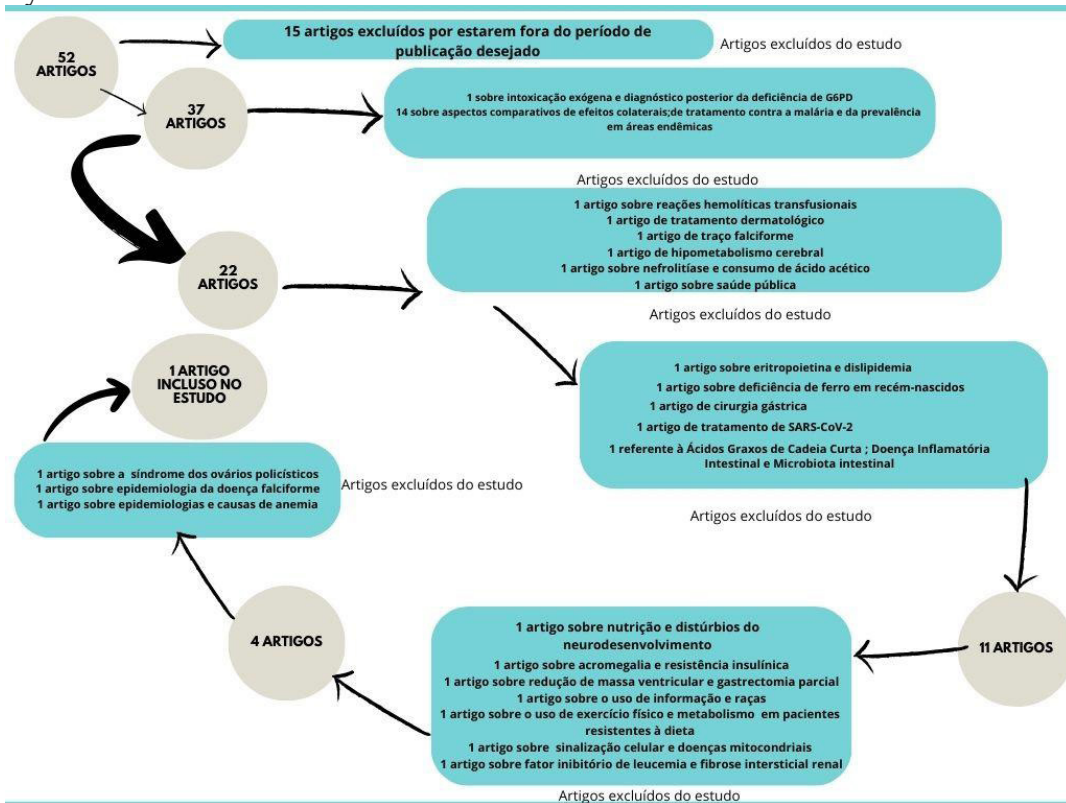 52
ARTIGOS
15 artigos excluídos por estarem fora do período de
publicação desejado
Artigos excluídos do estudo
37
ARTIGOS
1 sobre intoxicação exógena e diagnóstico posterior da deficiência de G6PD
14 sobre aspectos comparativos de efeitos colaterais;de tratamento contra a malária e da prevalência
em áreas endêmicas
Artigos excluídos do estudo
22
ARTIGOS
1 artigo sobre reações hemolíticas transfusionais
1 artigo de tratamento dermatológico
1 artigo de traço falciforme
1 artigo de hipometabolismo cerebral
1 artigo sobre nefrolitíase e consumo de ácido acético
1 artigo sobre saúde pública
Artigos excluídos do estudo
1 artigo sobre eritropoietina e dislipidemia
1 artigo sobre deficiência de ferro em recém-nascidos
1 artigo de cirurgia gástrica
1 artigo de tratamento de SARS-CoV-2
1 referente à Ácidos Graxos de Cadeia Curta ; Doença Inflamatória
Intestinal e Microbiota intestinal
Artigos excluídos do estudo
11 ARTIGOS
1 artigo sobre nutrição e distúrbios do
neurodesenvolvimento
1 artigo sobre acromegalia e resistência insulínica
1 artigo sobre redução de massa ventricular e gastrectomia parcial
1 artigo sobre o uso de informação e raças
1 artigo sobre o uso de exercício físico e metabolismo em pacientes
resistentes à dieta
1 artigo sobre sinalização celular e doenças mitocondriais
1 artigo sobre fator inibitório de leucemia e fibrose intersticial renal
Artigos excluídos do estudo
4 ARTIGOS
1 artigo sobre a síndrome dos ovários policísticos
1 artigo sobre epidemiologia da doença falciforme
1 artigo sobre epidemiologias e causas de anemia
Artigos excluídos do estudo
1 ARTIGO
INCLUSO NO
ESTUDO